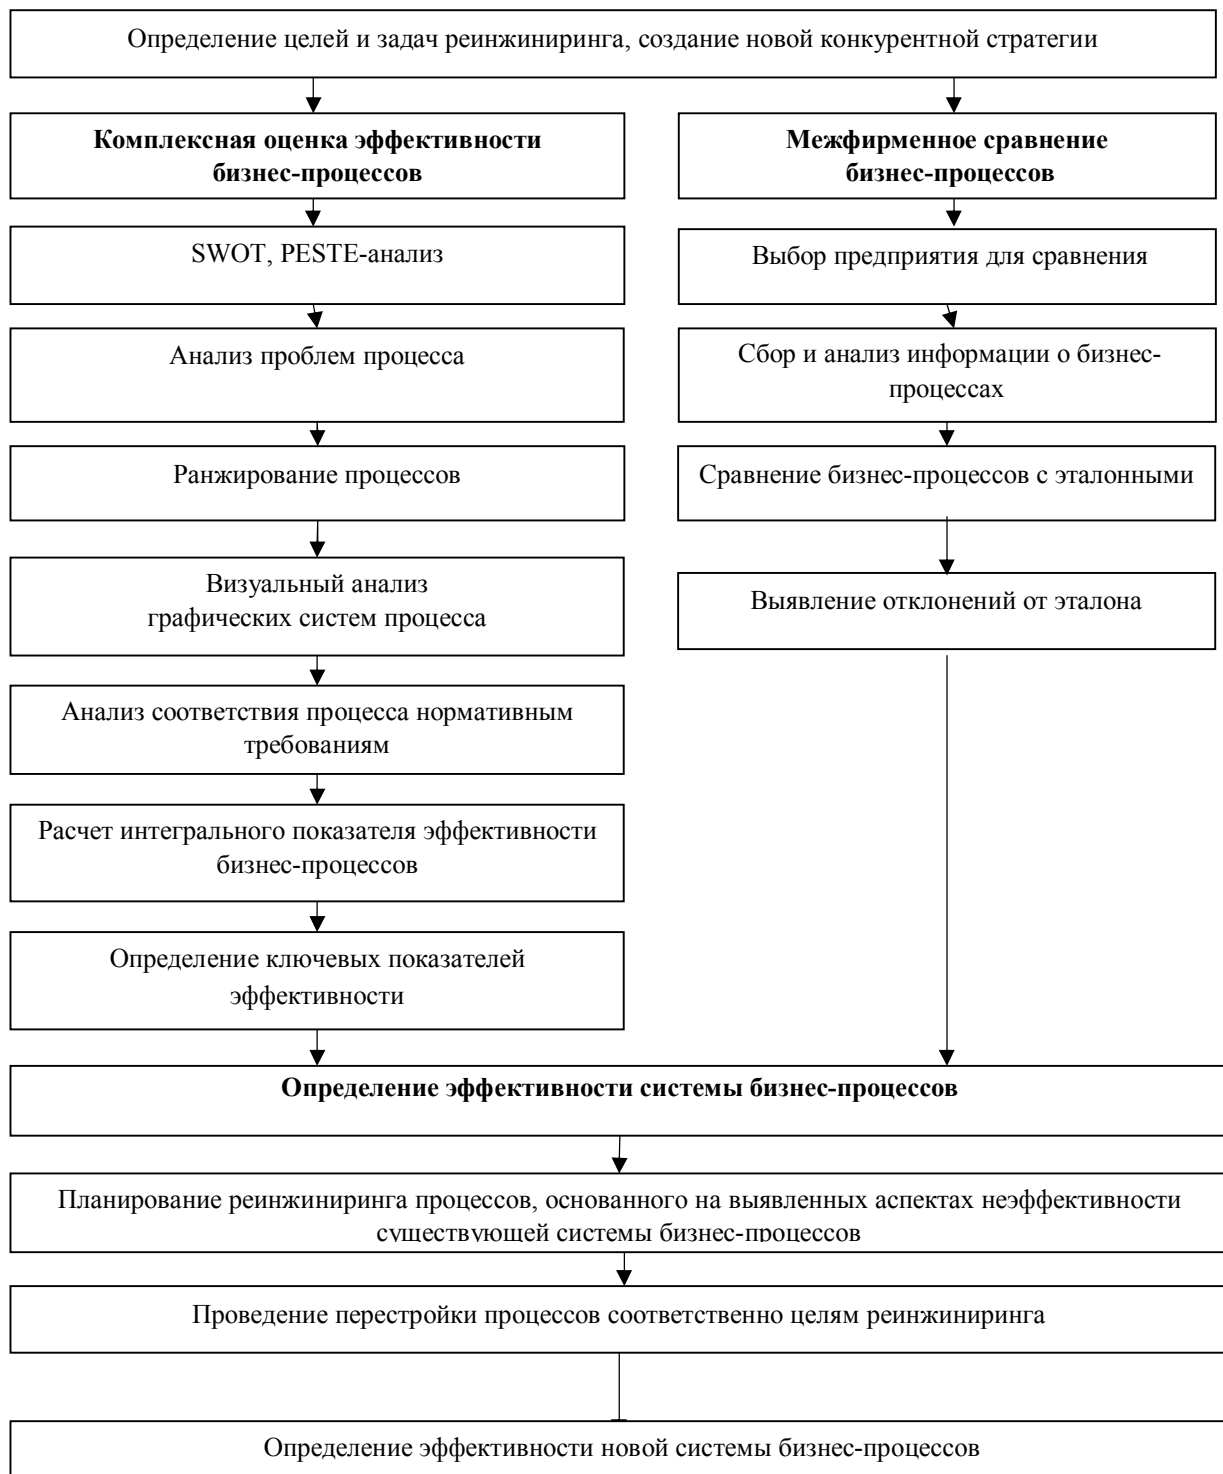 Определение целей и задач реинжиниринга, создание новой конкурентной стратегии
Комплексная оценка эффективности
бизнес-процессов
SWOT, PESTE-анализ
Анализ проблем процесса
Ранжирование процессов
Визуальный анализ
графических систем процесса
Анализ соответствия процесса нормативным
требованиям
Расчет интегрального показателя эффективности
бизнес-процессов
Определение ключевых показателей
эффективности
Межфирменное сравнение
бизнес-процессов
Выбор предприятия для сравнения
Сбор и анализ информации о бизнес-
процессах
Сравнение бизнес-процессов с эталонными
Выявление отклонений от эталона
Определение эффективности системы бизнес-процессов
Планирование реинжиниринга процессов, основанного на выявленных аспектах неэффективности
существующей системы бизнес-процессов
Проведение перестройки процессов соответственно целям реинжиниринга
Определение эффективности новой системы бизнес-процессов